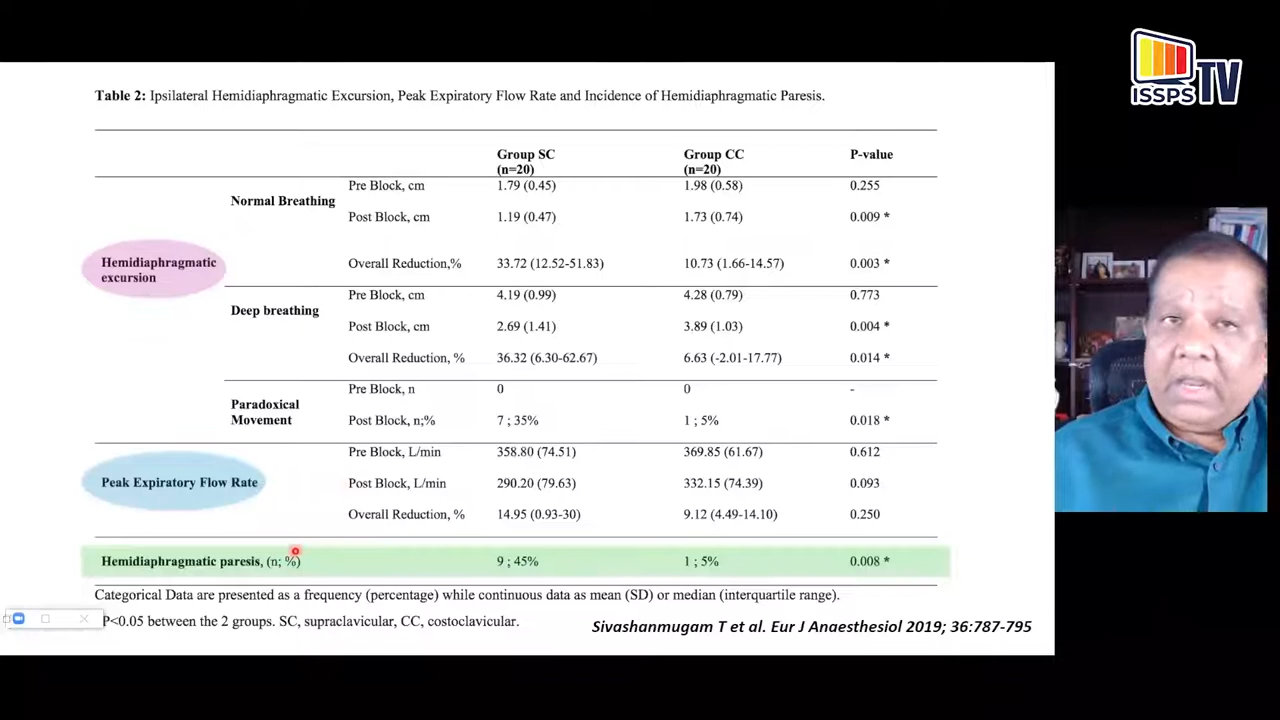 ISSPS TV
Table 2: Ipsilateral Hemidiaphragmatic Excursion, Peak Expiratory Flow Rate and Incidence of Hemidiaphragmatic Paresis.
Group SC Group CC P-value
(n=20) (n=20)
Normal Breathing Pre Block, cm 1.79 (0.45) 1.98 (0.58) 0.255
Post Block, cm 1.19 (0.47) 1.73 (0.74) 0.009 *
Hemidiaphragmatic excursion Overall Reduction,% 33.72 (12.52-51.83) 10.73 (1.66-14.57) 0.003 *
Deep breathing Pre Block, cm 4.19 (0.99) 4.28 (0.79) 0.773
Post Block, cm 2.69 (1.41) 3.89 (1.03) 0.004 *
Overall Reduction, % 36.32 (6.30-62.67) 6.63 (-2.01-17.77) 0.014 *
Paradoxical Movement Pre Block, n 0 0 -
Post Block, n;% 7 ; 35% 1 ; 5% 0.018 *
Pre Block, L/min 358.80 (74.51) 369.85 (61.67) 0.612
Peak Expiratory Flow Rate Post Block, L/min 290.20 (79.63) 332.15 (74.39) 0.093
Overall Reduction, % 14.95 (0.93-30) 9.12 (4.49-14.10) 0.250
Hemidiaphragmatic paresis, (n; %) 9 ; 45% 1 ; 5% 0.008 *
Categorical Data are presented as a frequency (percentage) while continuous data as mean (SD) or median (interquartile range).
P<0.05 between the 2 groups. SC, supraclavicular, CC, costoclavicular.
Sivashanmugam T et al. Eur J Anaesthesiol 2019; 36:787-795